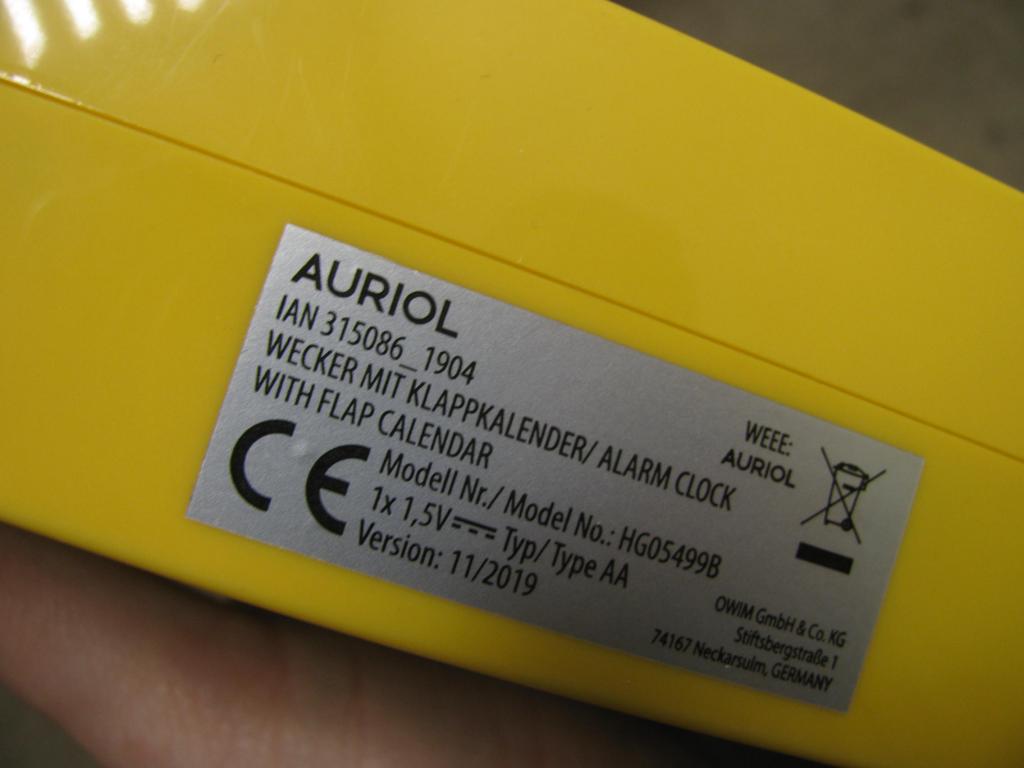 AURIOL
IAN 315086_1904
WECKER MIT KLAPPKALENDER/ ALARM CLOCK
WITH FLAP CALENDAR
CE
Modell Nr./ Model No.: HG05499B
1x 1,5V Typ/ Type AA
Version: 11/2019
WEEE:
AURIOL
OWIM GmbH & Co. KG
Stiftsbergstraße 1
74167 Neckarsulm, GERMANY